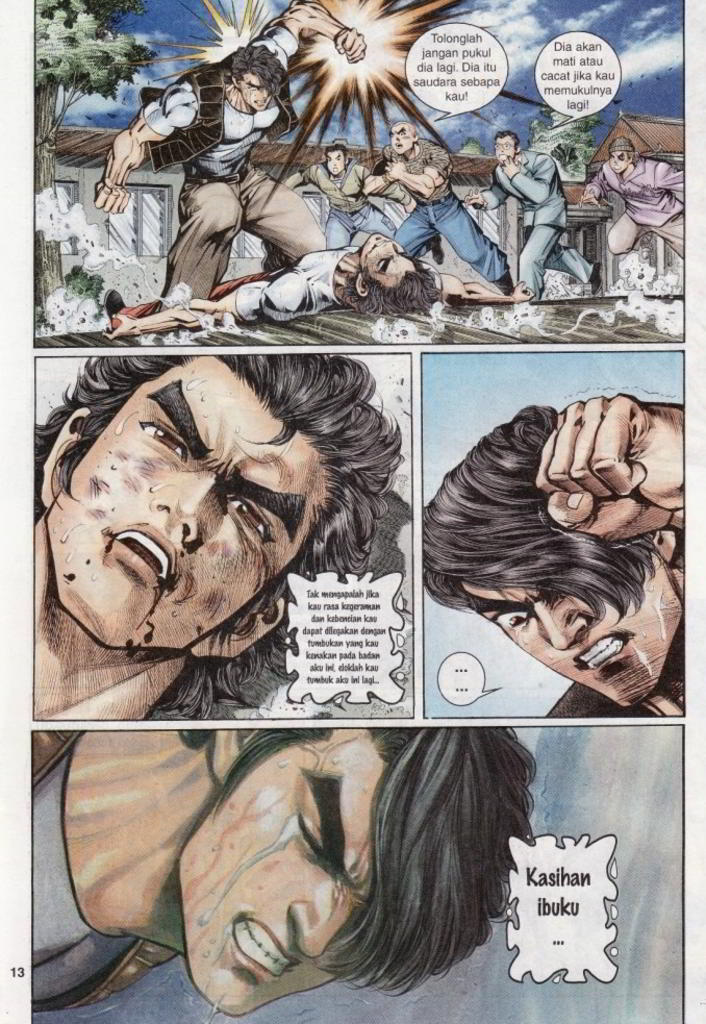 Tolonglah
jangan pukul
dia lagi. Dia itu
saudara sebapa
kau!
Dia akan
mati atau
cacat jika kau
memukulnya
lagi!
Tak mengapalah jika
kau rasa kegeraman
dan kebencian kau
dapat dilegakan dengan
tumbukan yang kau
kenakan pada badan
aku ini, eloklah kau
tumbuk aku ini lagi...
...
...
Kasihan
ibuku
...
13